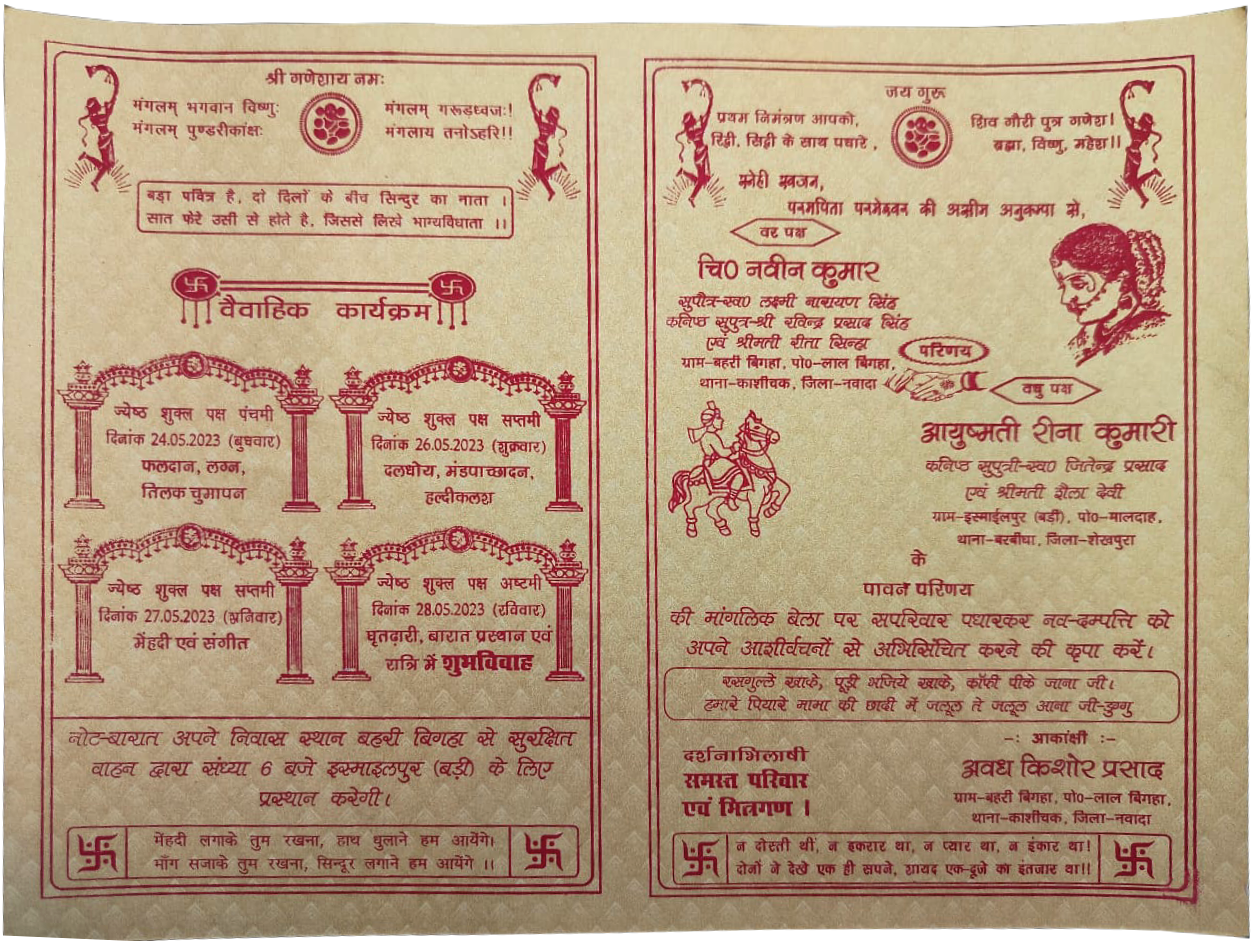 श्री गणेशाय नमः
मंगलम् भगवान विष्णुः मंगलम् गरूड़ध्वजः!
मंगलम् पुण्डरीकांक्षः मंगलाय तनोऽहरि!!
बड़ा पवित्र है, दो दिलों के बीच सिन्दुर का नाता ।
सात फेरे उसी से होते है, जिससे लिखे भाग्यविधाता ।।
वैवाहिक कार्यक्रम
ज्येष्ठ शुक्ल पक्ष पंचमी
दिनांक 24.05.2023 (बुधवार)
फलदान, लग्न,
तिलक चुमापन
ज्येष्ठ शुक्ल पक्ष सप्तमी
दिनांक 26.05.2023 (शुक्रवार)
दलधोय, मंडपाच्छादन,
हल्दीकलश
ज्येष्ठ शुक्ल पक्ष सप्तमी
दिनांक 27.05.2023 (शनिवार)
मेंहदी एवं संगीत
ज्येष्ठ शुक्ल पक्ष अष्टमी
दिनांक 28.05.2023 (रविवार)
घृतढ़ारी, बारात प्रस्थान एवं
रात्रि में शुभविवाह
नोट-बारात अपने निवास स्थान बहरी बिगहा से सुरक्षित
वाहन द्वारा संध्या 6 बजे इस्माइलपुर (बड़ी) के लिए
प्रस्थान करेगी।
मेंहदी लगाके तुम रखना, हाथ धुलाने हम आयेंगे।
माँग सजाके तुम रखना, सिन्दूर लगाने हम आयेंगे ।।
जय गुरू
प्रथम निमंत्रण आपको, शिव गौरी पुत्र गणेश।
रिद्वी, सिद्वी के साथ पधारे, ब्रह्मा, विष्णु, महेश।।
स्नेही स्वजन,
परमपिता परमेश्वर की असीम अनुकम्पा से,
वर पक्ष
चि0 नवीन कुमार
सुपौत्र-स्व0 लक्ष्मी नारायण सिंह
कनिष्ठ सुपुत्र-श्री रविन्द्र प्रसाद सिंह
एवं श्रीमती रीता सिन्हा
ग्राम-बहरी बिगहा, पो0-लाल बिगहा,
थाना-काशीचक, जिला-नवादा
परिणय
वधु पक्ष
आयुष्मती रीना कुमारी
कनिष्ठ सुपुत्री-स्व0 जितेन्द्र प्रसाद
एवं श्रीमती शैला देवी
ग्राम-इस्माईलपुर (बड़ी), पो0-मालदाह,
थाना-बरबीघा, जिला-शेखपुरा
के
पावन परिणय
की मांगलिक बेला पर सपरिवार पधारकर नव-दम्पत्ति को
अपने आशीर्वचनों से अभिसिंचित करने की कृपा करें।
रसगुल्ले खाके, पूड़ी भजिये खाके, कॉफी पीके जाना जी।
हमारे पियारे मामा की छादी में जलूल ते जलूल आना जी-डुग्गु
दर्शनाभिलाषी
समस्त परिवार
एवं मित्रगण ।
-: आकांक्षी :-
अवध किशोर प्रसाद
ग्राम-बहरी बिगहा, पो0-लाल बिगहा,
थाना-काशीचक, जिला-नवादा
न दोस्ती थीं, न इकरार था, न प्यार था, न इंकार था!
दोनों ने देखे एक ही सपने, शायद एक-दूजे का इंतजार था!!